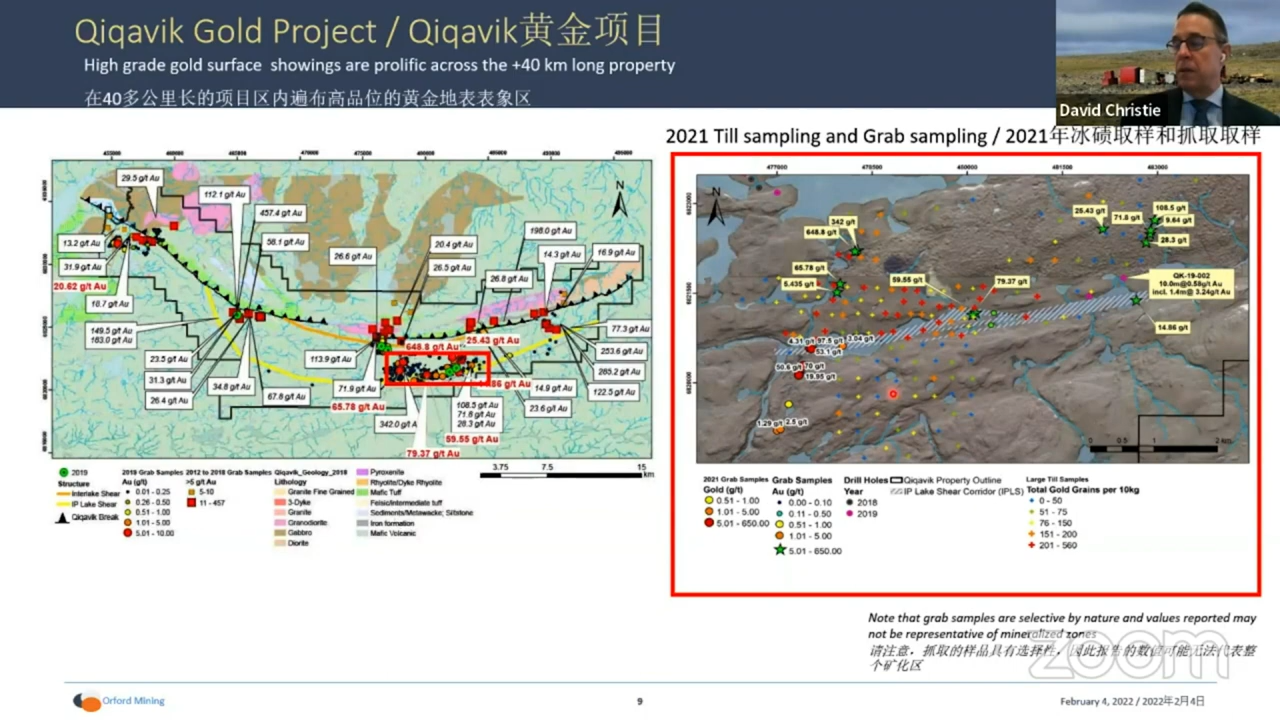 Qiqavik Gold Project / Qiqavik黄金项目
High grade gold surface showings are prolific across the +40 km long property
在40多公里长的项目区内遍布高品位的黄金地表表象区
David Christie
2021 Till sampling and Grab sampling / 2021年冰碛取样和抓取取样
N
29.5 g/t Au
112.1 g/t Au
457.4 g/t Au
58.1 g/t Au
26.6 g/t Au
20.4 g/t Au
26.5 g/t Au
198.0 g/t Au
14.3 g/t Au
16.9 g/t Au
26.8 g/t Au
13.2 g/t Au
31.9 g/t Au
20.62 g/t Au
18.7 g/t Au
149.5 g/t Au
163.0 g/t Au
23.5 g/t Au
31.3 g/t Au
26.4 g/t Au
34.8 g/t Au
67.8 g/t Au
113.9 g/t Au
71.9 g/t Au
65.78 g/t Au
342.0 g/t A
648.8 g/t Au
25.43 g/t Au
108.5 g/t Au
71.8 g/t Au
28.3 g/t Au
59.55 g/t Au
79.37 g/t Au
14.9 g/t Au
23.6 g/t Au
77.3 g/t Au
253.6 g/t Au
265.2 g/t Au
122.5 g/t Au
2019
Structure
Interlake Shear
IP Lake Shear
Qiqavik Break
2019 Grab Samples
Au (g/t)
0.01 - 0.25
0.26 - 0.50
0.51 - 1.00
1.01 - 5.00
5.01 - 10.00
2012 to 2018 Grab Samples
>5 g/t Au
5-10
11 - 457
Qiqavik_Geology_2018
Lithology
Granite Fine Grained
3-Dyke
Granite
Granodiorite
Gabbro
Diorite
Pyroxenite
Rhyolite/Dyke Rhyolite
Mafic Tuff
Felsic/Intermediate tuff
Sediments/Metawacke, Siltstone
Iron formation
Mafic Volcanic
3.75 7.5 15
km
477000 480000 481500 483000
N
342 g/t
648.8 g/t
65.78 g/t
5.435 g/t
59.55 g/t
79.37 g/t
25.43 g/t
71.8 g/t
108.5 g/t
9.64 g/t
28.3 g/t
QK-19-002
10.0m@0.58g/t Au
incl. 1.4m@ 3.24g/t Au
14.86 g/t
53.1 g/t
50.6 g/t
70 g/t
19.95 g/t
1.29 g/t
2.5 g/t
0 0.5 1 2 km
2021 Grab Samples
Gold (g/t)
0.51 - 1.00
1.01 - 5.00
5.01 - 650.00
Grab Samples
Au (g/t)
0.00 - 0.10
0.11 - 0.50
0.51 - 1.00
1.01 - 5.00
5.01 - 650.00
Drill Holes
Year
2018
2019
Qiqavik Property Outline
IP Lake Shear Corridor (IPLS)
Large Till Samples
Total Gold Grains per 10kg
0 - 50
51 - 75
76 - 150
151 - 200
201 - 560
Note that grab samples are selective by nature and values reported may
not be representative of mineralized zones
请注意，抓取的样品具有选择性，因此报告的数值可能无法代表整
个矿化区
zoom
Orford Mining
9
February 4, 2022 / 2022年2月4日